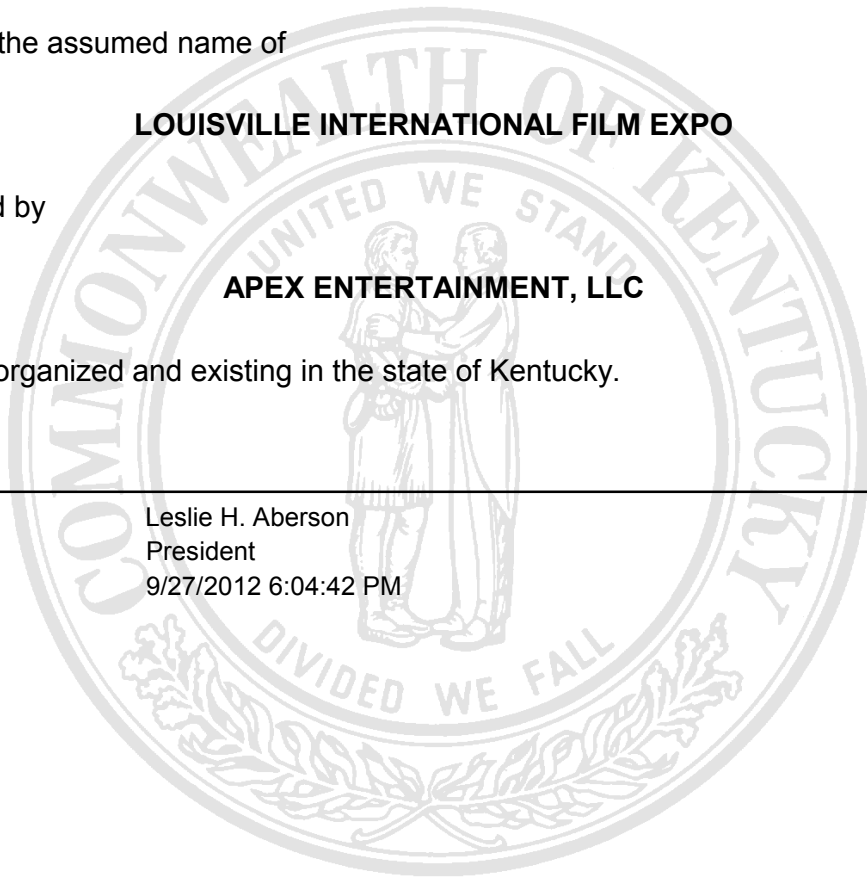 the assumed name of
LOUISVILLE INTERNATIONAL FILM EXPO
by
APEX ENTERTAINMENT, LLC
organized and existing in the state of Kentucky.
Leslie H. Aberson
President
9/27/2012 6:04:42 PM
COMMONWEALTH OF KENTUCKY
UNITED WE STAND
DIVIDED WE FALL